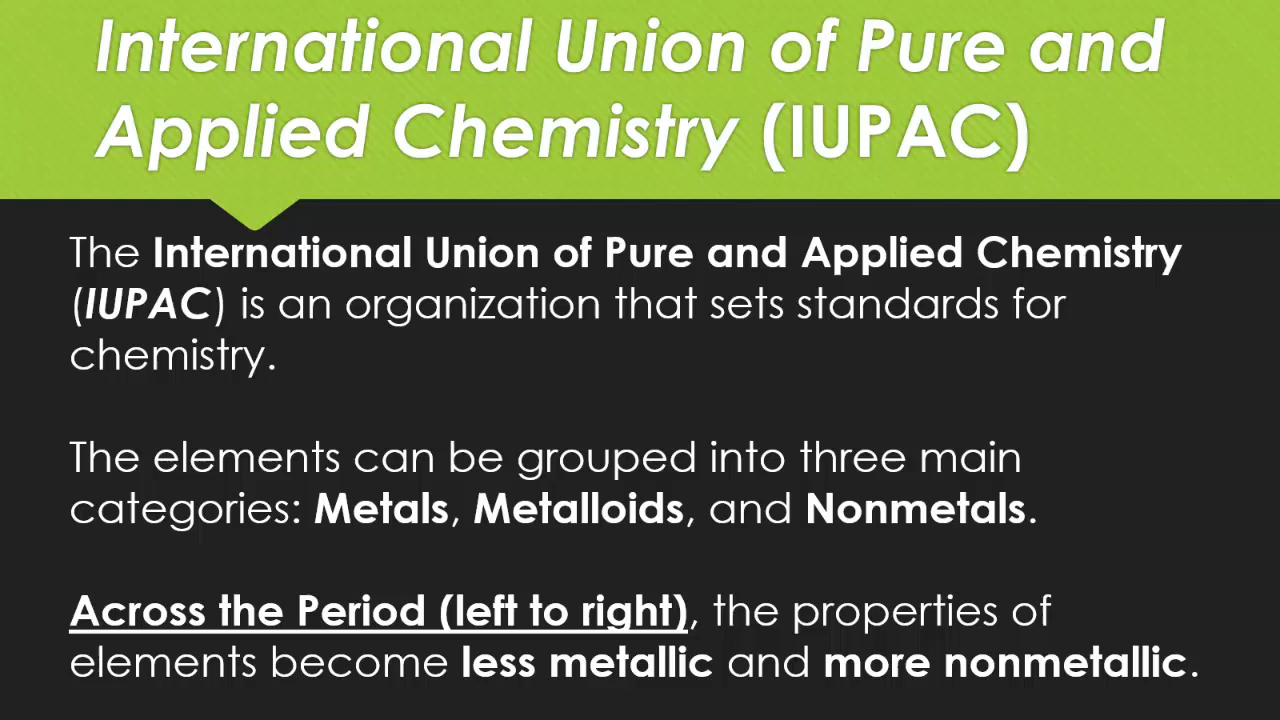 International Union of Pure and
Applied Chemistry (IUPAC)
The International Union of Pure and Applied Chemistry
(IUPAC) is an organization that sets standards for
chemistry.
The elements can be grouped into three main
categories: Metals, Metalloids, and Nonmetals.
Across the Period (left to right), the properties of
elements become less metallic and more nonmetallic.